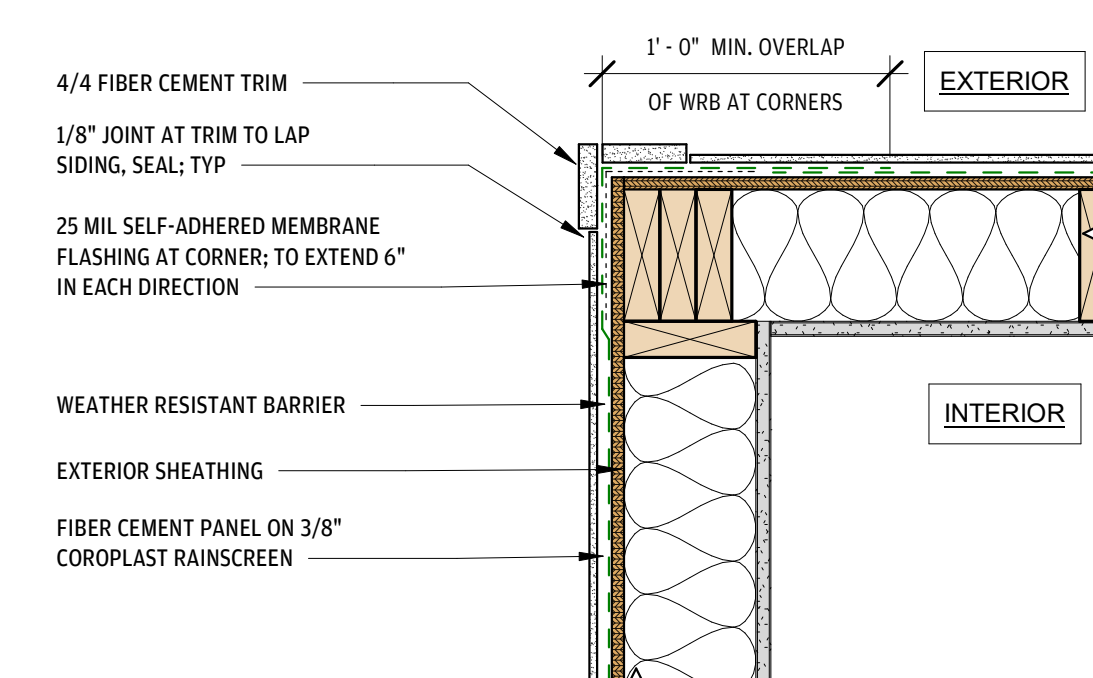 1' - 0" MIN. OVERLAP
OF WRB AT CORNERS
EXTERIOR
4/4 FIBER CEMENT TRIM
1/8" JOINT AT TRIM TO LAP
SIDING, SEAL; TYP
25 MIL SELF-ADHERED MEMBRANE
FLASHING AT CORNER; TO EXTEND 6"
IN EACH DIRECTION
WEATHER RESISTANT BARRIER
INTERIOR
EXTERIOR SHEATHING
FIBER CEMENT PANEL ON 3/8"
COROPLAST RAINSCREEN